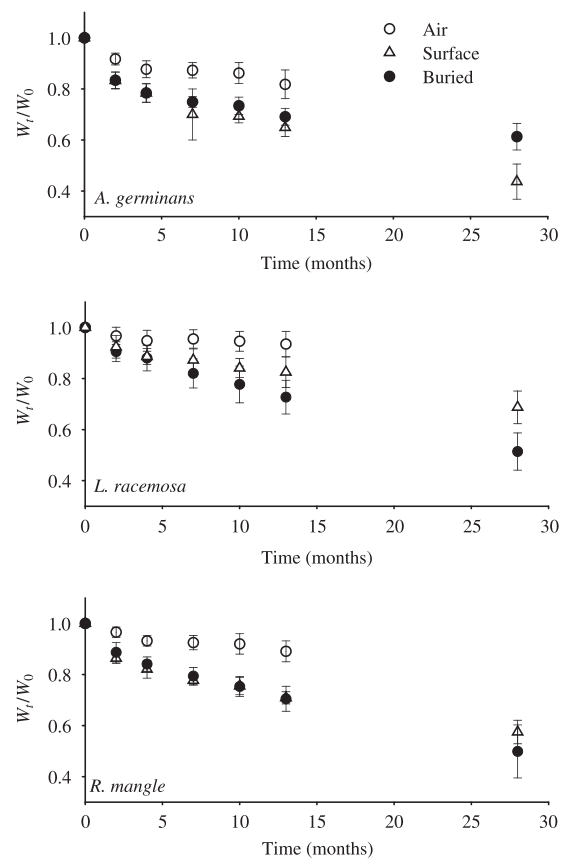 1.0
0.8
0.6
0.4
Wt/W0
Air
Surface
Buried
A. germinans
0 5 10 15 20 25 30
Time (months)
1.0
0.8
0.6
0.4
Wt/W0
L. racemosa
0 5 10 15 20 25 30
Time (months)
1.0
0.8
0.6
0.4
Wt/W0
R. mangle
0 5 10 15 20 25 30
Time (months)